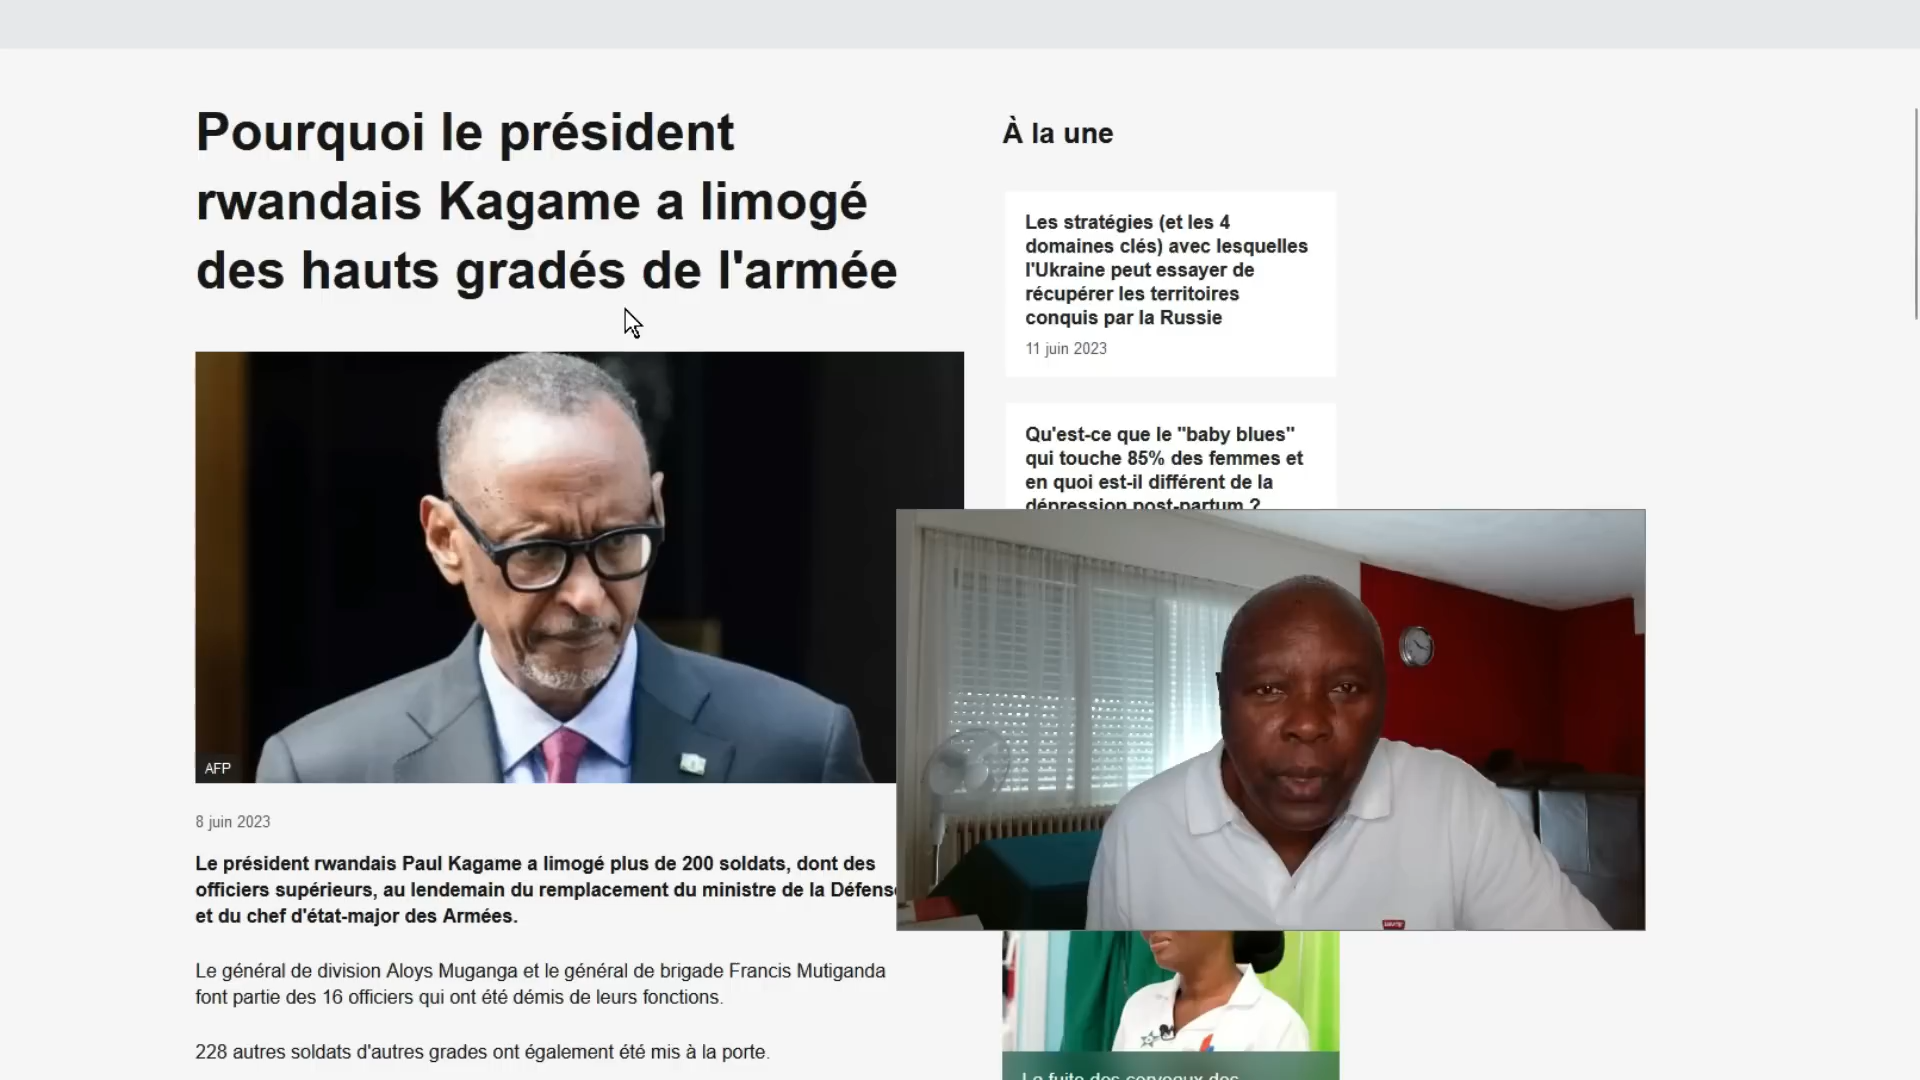 Pourquoi le président
rwandais Kagame a limogé
des hauts gradés de l'armée
AFP
8 juin 2023
Le président rwandais Paul Kagame a limogé plus de 200 soldats, dont des
officiers supérieurs, au lendemain du remplacement du ministre de la Défense
et du chef d'état-major des Armées.
Le général de division Aloys Muganga et le général de brigade Francis Mutiganda
font partie des 16 officiers qui ont été démis de leurs fonctions.
228 autres soldats d'autres grades ont également été mis à la porte.
À la une
Les stratégies (et les 4
domaines clés) avec lesquelles
l'Ukraine peut essayer de
récupérer les territoires
conquis par la Russie
11 juin 2023
Qu'est-ce que le "baby blues"
qui touche 85% des femmes et
en quoi est-il différent de la
dépression post-partum ?
La fuite des cerveaux des